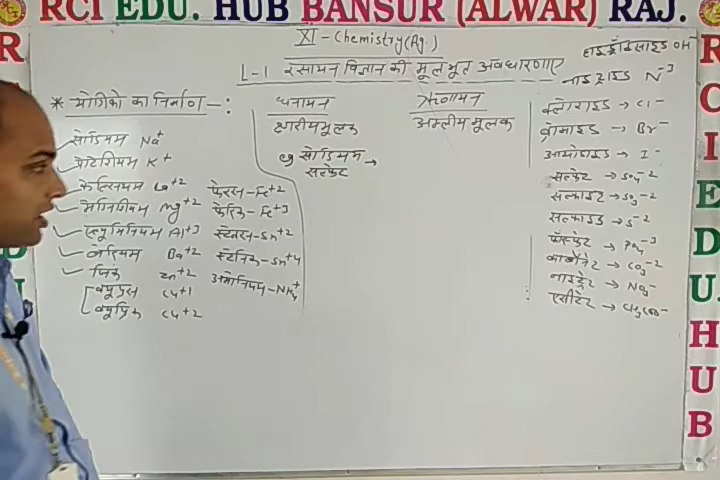 RCI EDU. HUB BANSUR (ALWAR) RAJ.
XI - Chemistry (Ag.)
L-1 रसायन विज्ञान की मूल भूत अवधारणाए
* योगिको का निर्माण -:
सोडियम Na+
पोटेशियम K+
कैल्सियम Ca+2
मैग्निशियम Mg+2
एल्युमिनियम Al+3
बेरियम Ba+2
जिंक Zn+2
क्युप्रस Cu+1
क्युप्रिक Cu+2
फेरस - Fe+2
फेरिक - Fe+3
स्टेनस - Sn+2
स्टेनिक - Sn+4
अमोनियम - NH4+
धनायन
क्षारीय मूलक
eg सोडियम सल्फेट →
ऋणायन
अम्लीय मूलक
हाइड्रॉक्साइड OH-
नाइट्राइड N-3
क्लोराइड → Cl-
ब्रोमाइड → Br-
आयोडाइड → I-
सल्फेट → SO4-2
सल्फाइट → SO3-2
सल्फाइड → S-2
फॉस्फेट → PO4-3
कार्बोनेट → CO3-2
नाइट्रेट → NO3-
एसीटेट → CH3COO-
R
C
I
E
D
U.
H
U
B